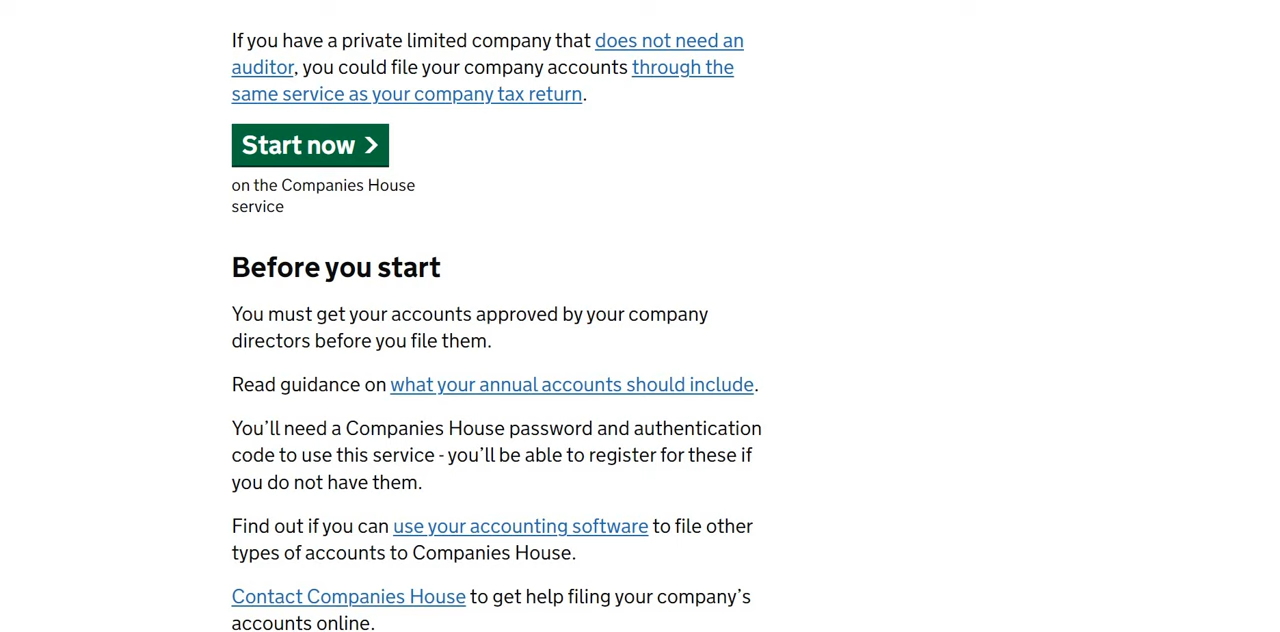 If you have a private limited company that does not need an
auditor, you could file your company accounts through the
same service as your company tax return.
Start now >
on the Companies House
service
Before you start
You must get your accounts approved by your company
directors before you file them.
Read guidance on what your annual accounts should include.
You’ll need a Companies House password and authentication
code to use this service - you’ll be able to register for these if
you do not have them.
Find out if you can use your accounting software to file other
types of accounts to Companies House.
Contact Companies House to get help filing your company’s
accounts online.